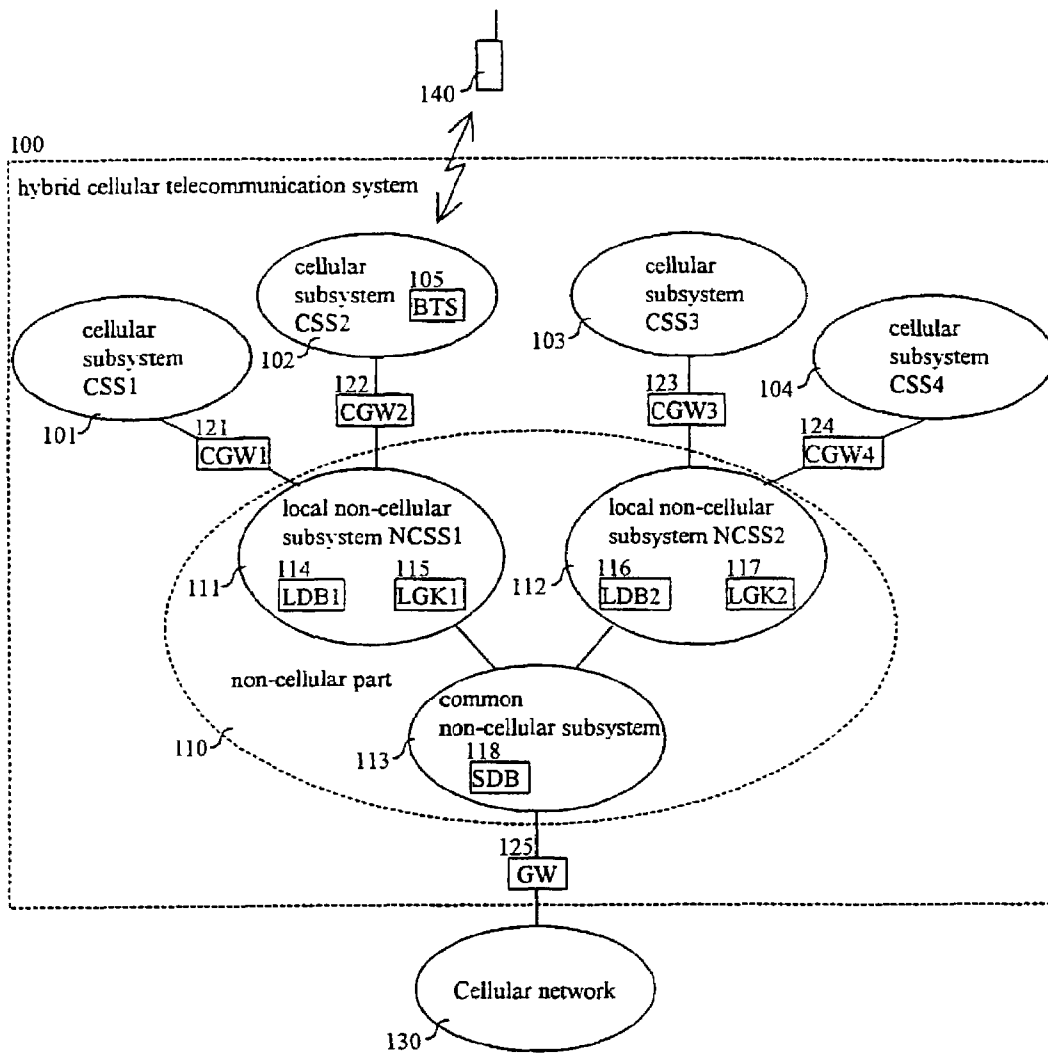 140
100
hybrid cellular telecommunication system
cellular
subsystem
CSS2
105
BTS
102
cellular
subsystem
CSS3
103
cellular
subsystem
CSS1
101
cellular
subsystem
CSS4
104
121
CGW1
122
CGW2
123
CGW3
124
CGW4
local non-cellular
subsystem NCSS1
114
LDB1
115
LGK1
111
local non-cellular
subsystem NCSS2
116
LDB2
117
LGK2
112
non-cellular part
110
common
non-cellular subsystem
118
SDB
113
125
GW
Cellular network
130